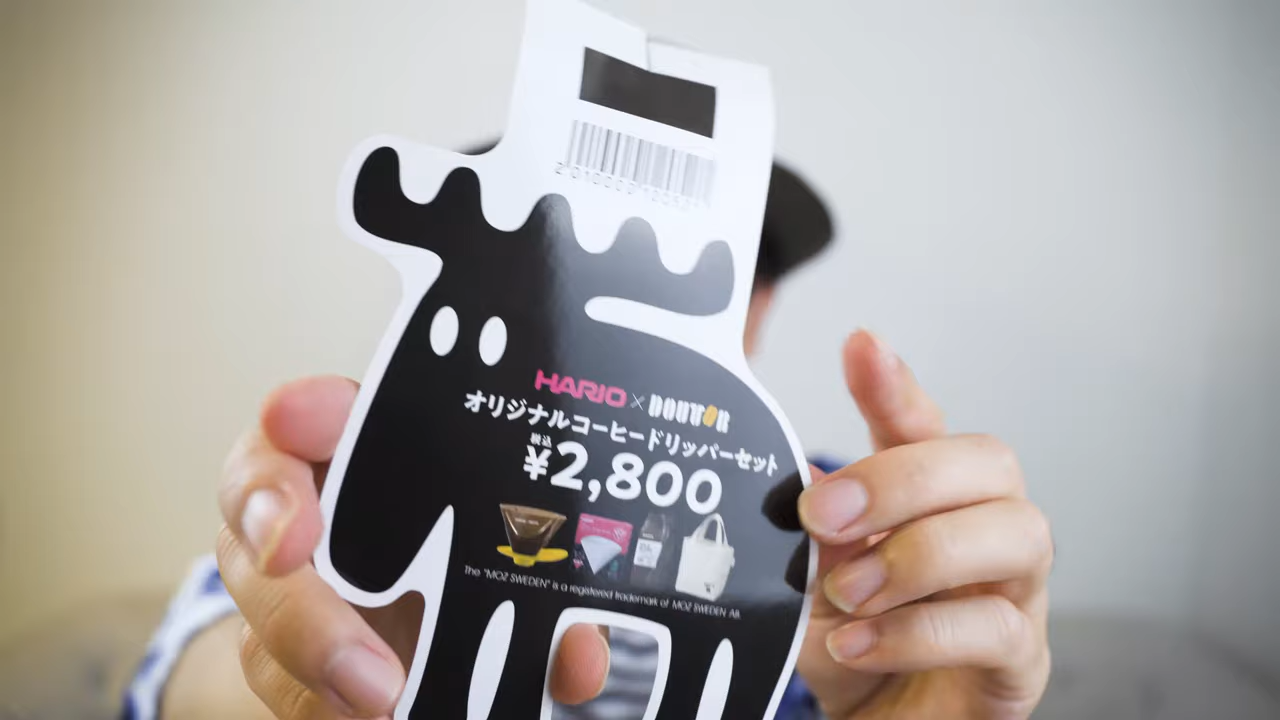 HARIO × DOUTOR
オリジナルコーヒードリッパーセット
税込
¥2,800
The "MOZ SWEDEN" is a registered trademark of MOZ SWEDEN AB.